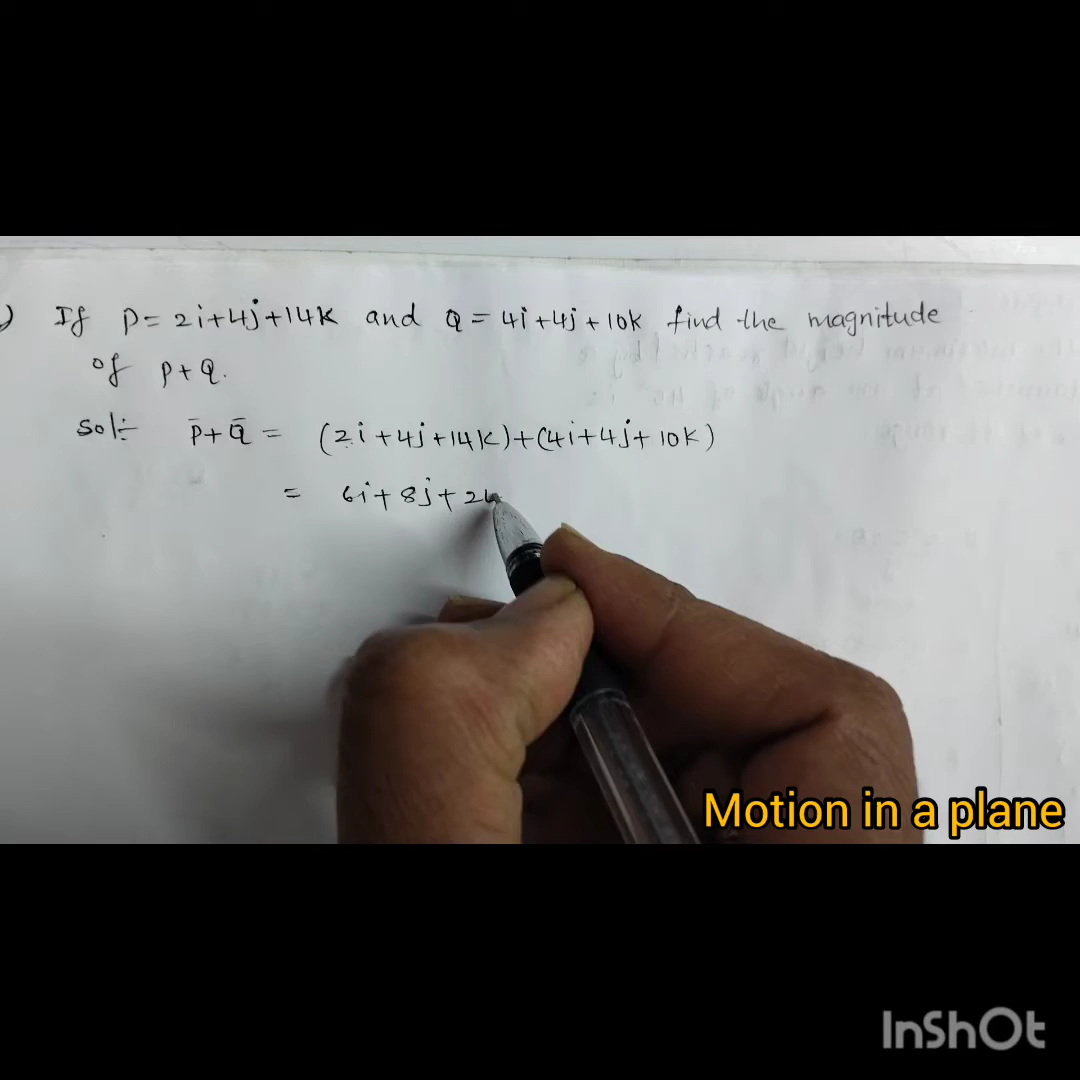 ) If P = 2i+4j+14K and Q = 4i+4j+10K find the magnitude
of P+Q.
Sol:- P̄+Q̄ = (2i+4j+14K)+(4i+4j+10K)
= 6i+8j+24
Motion in a plane
InShOt